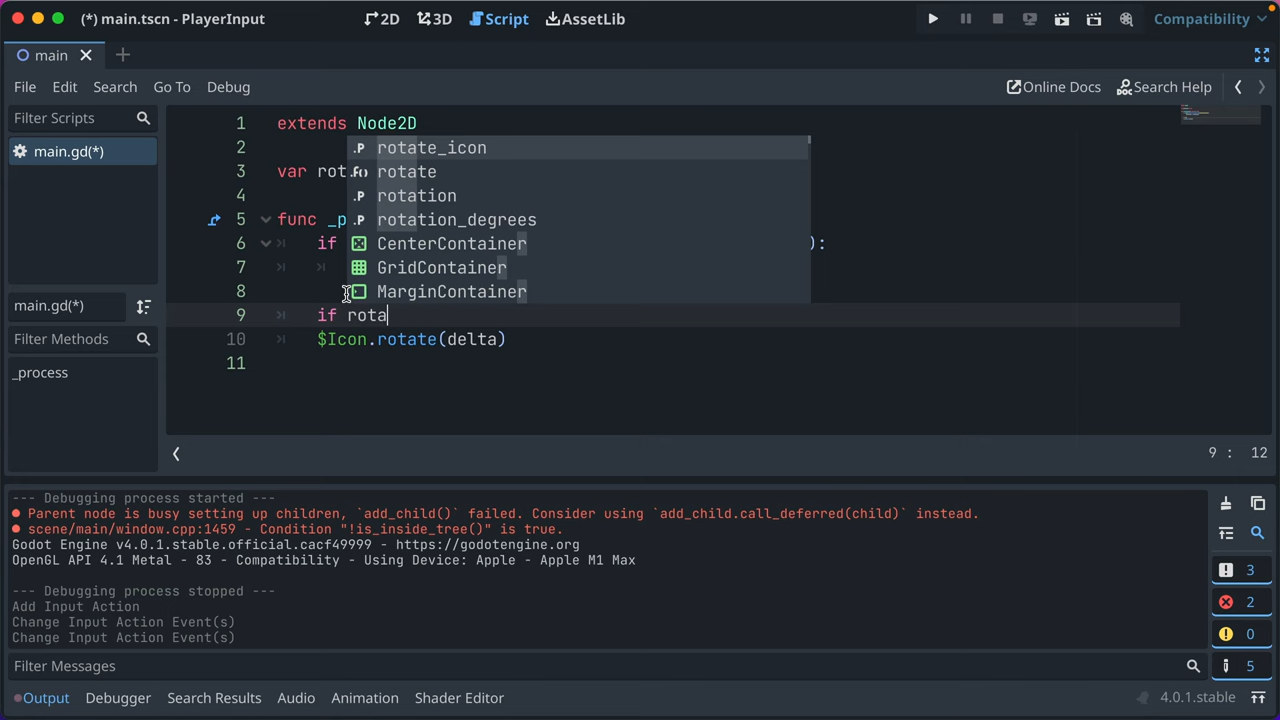 (*) main.tscn - PlayerInput
2D 3D Script AssetLib
Compatibility
main
File Edit Search Go To Debug
Online Docs Search Help
Filter Scripts
main.gd(*)
main.gd(*)
Filter Methods
_process
1 extends Node2D
2
3 var rot
4
5 func _p
6 if ):
7
8
9 if rota
10 $Icon.rotate(delta)
11
rotate_icon
rotate
rotation
rotation_degrees
CenterContainer
GridContainer
MarginContainer
9 : 12
--- Debugging process started ---
Parent node is busy setting up children, `add_child()` failed. Consider using `add_child.call_deferred(child)` instead.
scene/main/window.cpp:1459 - Condition "!is_inside_tree()" is true.
Godot Engine v4.0.1.stable.official.cacf49999 - https://godotengine.org
OpenGL API 4.1 Metal - 83 - Compatibility - Using Device: Apple - Apple M1 Max
--- Debugging process stopped ---
Add Input Action
Change Input Action Event(s)
Change Input Action Event(s)
3
2
0
5
Filter Messages
Output Debugger Search Results Audio Animation Shader Editor
4.0.1.stable